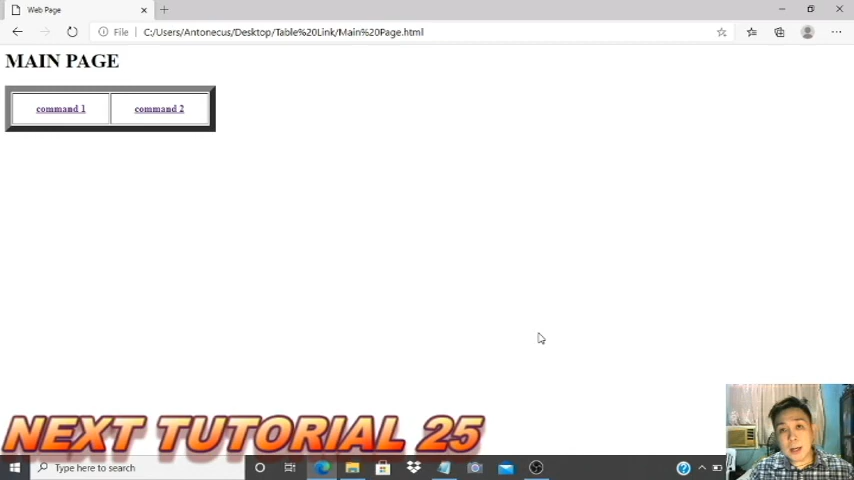 Web Page
File
C:/Users/Antonecus/Desktop/Table%20Link/Main%20Page.html
MAIN PAGE
command 1
command 2
NEXT TUTORIAL 25
Type here to search